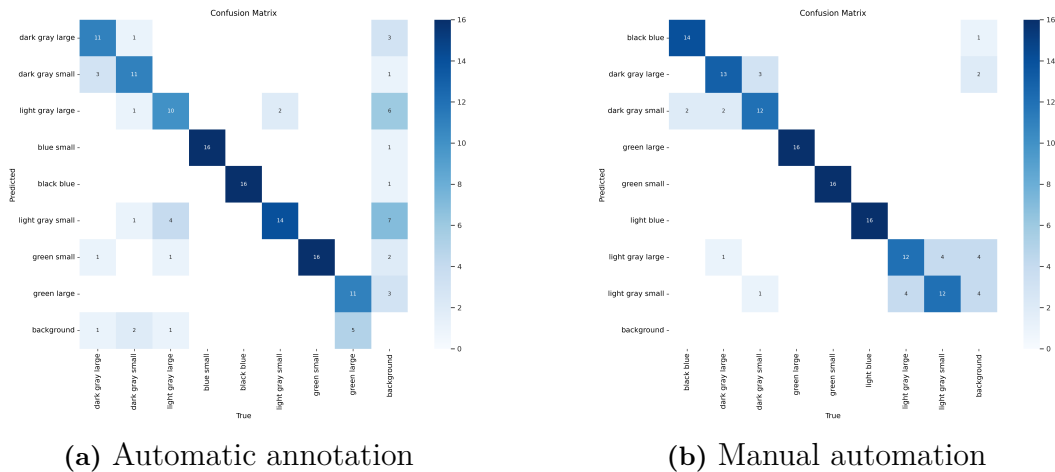 Confusion Matrix
dark gray large 11 1 3
dark gray small 3 11 1
light gray large 1 10 2 6
blue small 16 1
black blue 16 1
light gray small 1 4 14 7
green small 1 1 16 2
green large 11 3
background 1 2 1 5
Predicted
dark gray large
dark gray small
light gray large
blue small
black blue
light gray small
green small
green large
background
True
16
14
12
10
8
6
4
2
0
(a) Automatic annotation
Confusion Matrix
black blue 14 1
dark gray large 13 3 2
dark gray small 2 2 12
green large 16
green small 16
light blue 16
light gray large 1 12 4 4
light gray small 1 4 12 4
background
Predicted
black blue
dark gray large
dark gray small
green large
green small
light blue
light gray large
light gray small
background
True
16
14
12
10
8
6
4
2
0
(b) Manual automation